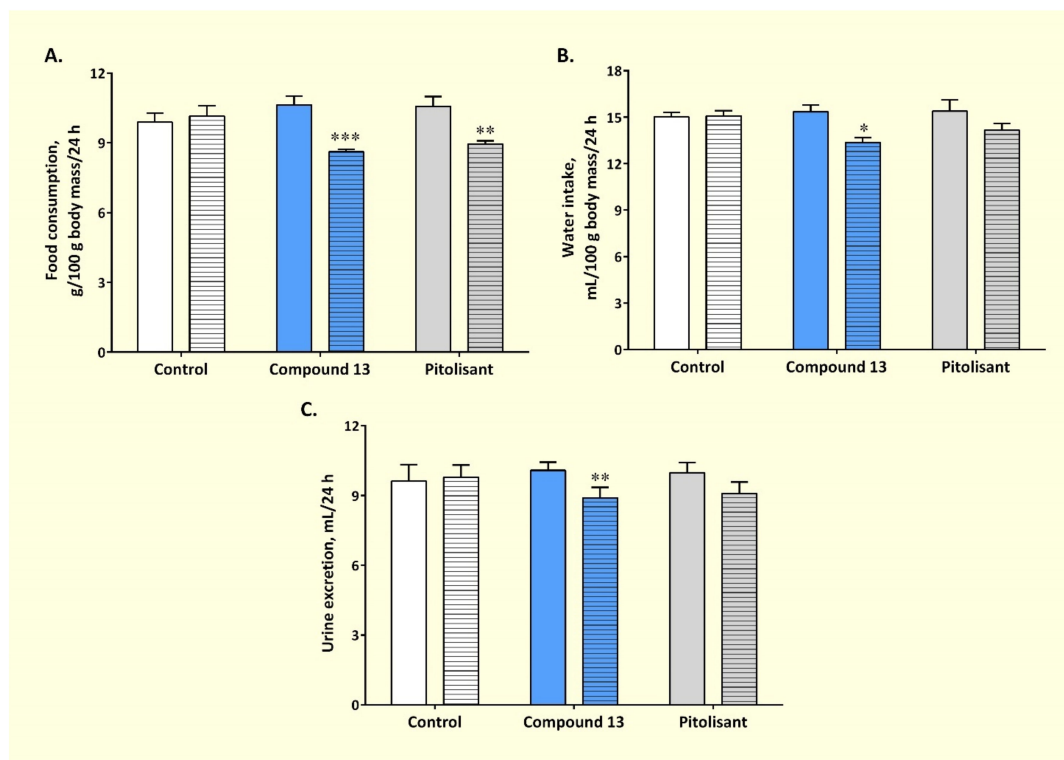 A.
Food consumption,
g/100 g body mass/24 h
12
9
6
3
0
***
**
Control
Compound 13
Pitolisant
B.
Water intake,
mL/100 g body mass/24 h
18
15
12
9
6
3
0
*
Control
Compound 13
Pitolisant
C.
Urine excretion, mL/24 h
12
9
6
3
0
**
Control
Compound 13
Pitolisant